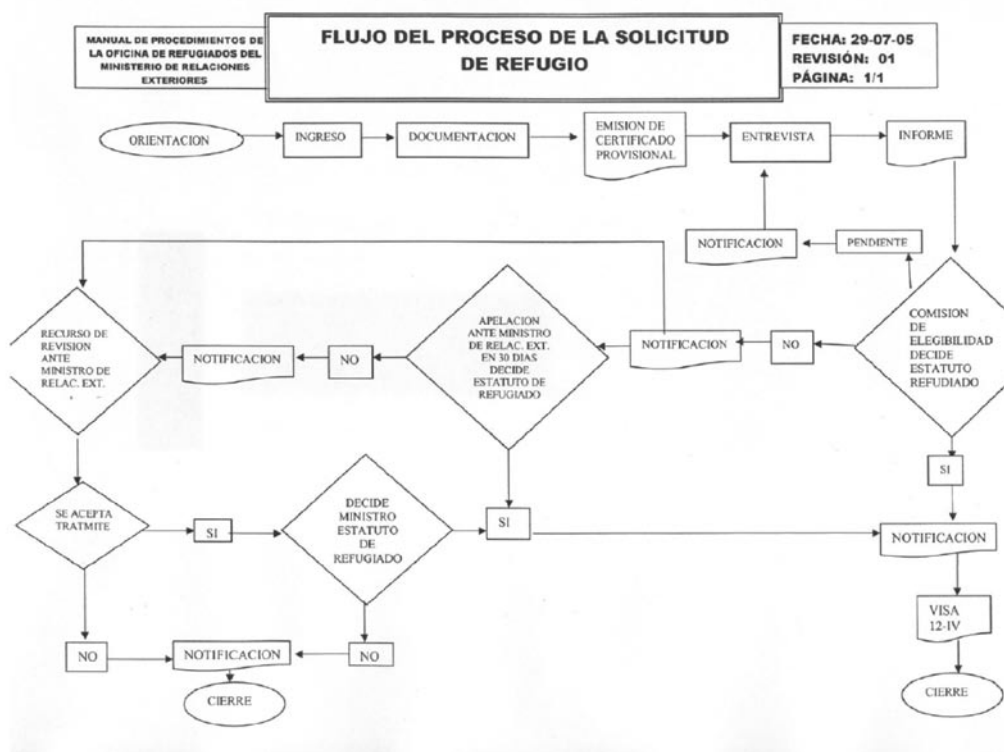 MANUAL DE PROCEDIMIENTOS DE
LA OFICINA DE REFUGIADOS DEL
MINISTERIO DE RELACIONES
EXTERIORES
FLUJO DEL PROCESO DE LA SOLICITUD
DE REFUGIO
FECHA: 29-07-05
REVISIÓN: 01
PÁGINA: 1/1
ORIENTACION
INGRESO
DOCUMENTACION
EMISION DE
CERTIFICADO
PROVISIONAL
ENTREVISTA
INFORME
NOTIFICACION
PENDIENTE
COMISION
DE
ELEGIBILIDAD
DECIDE
ESTATUTO
REFUDIADO
NO
NOTIFICACION
APELACION
ANTE MINISTRO
DE RELAC. EXT.
EN 30 DIAS
DECIDE
ESTATUTO DE
REFUGIADO
NO
NOTIFICACION
RECURSO DE
REVISION
ANTE
MINISTRO DE
RELAC. EXT.
SE ACEPTA
TRATMITE
SI
DECIDE
MINISTRO
ESTATUTO
DE
REFUGIADO
SI
SI
NOTIFICACION
VISA
12-IV
CIERRE
NO
NOTIFICACION
NO
CIERRE